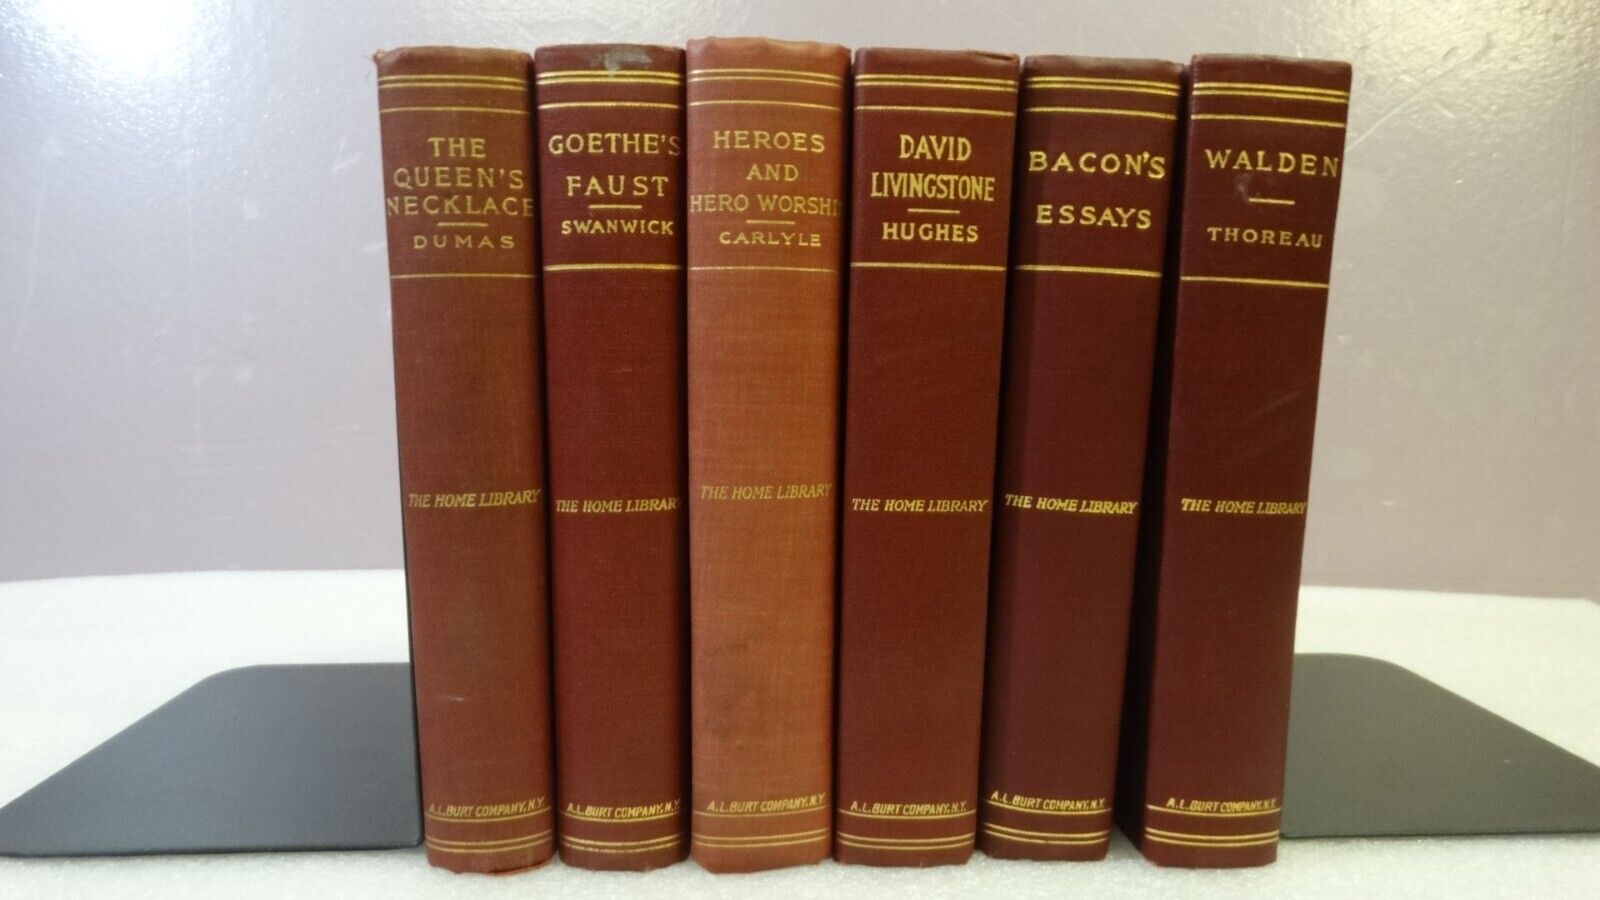 THE
QUEEN'S
NECKLACE
DUMAS
THE HOME LIBRARY
A.L. BURT COMPANY, N.Y.
GOETHE'S
FAUST
SWANWICK
THE HOME LIBRARY
A.L. BURT COMPANY, N.Y.
HEROES
AND
HERO WORSHI
CARLYLE
THE HOME LIBRARY
A.L. BURT COMPANY, N.Y.
DAVID
LIVINGSTONE
HUGHES
THE HOME LIBRARY
A.L. BURT COMPANY, N.Y.
BACON'S
ESSAYS
THE HOME LIBRARY
A.L. BURT COMPANY, N.Y.
WALDEN
THOREAU
THE HOME LIBRARY
A.L. BURT COMPANY, N.Y.